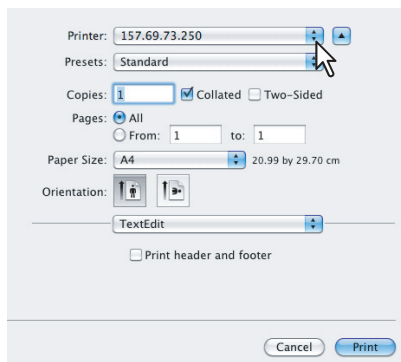 Printer: 157.69.73.250
Presets: Standard
Copies: 1 Collated Two-Sided
Pages: All
From: 1 to: 1
Paper Size: A4 20.99 by 29.70 cm
Orientation:
TextEdit
Print header and footer
Cancel Print